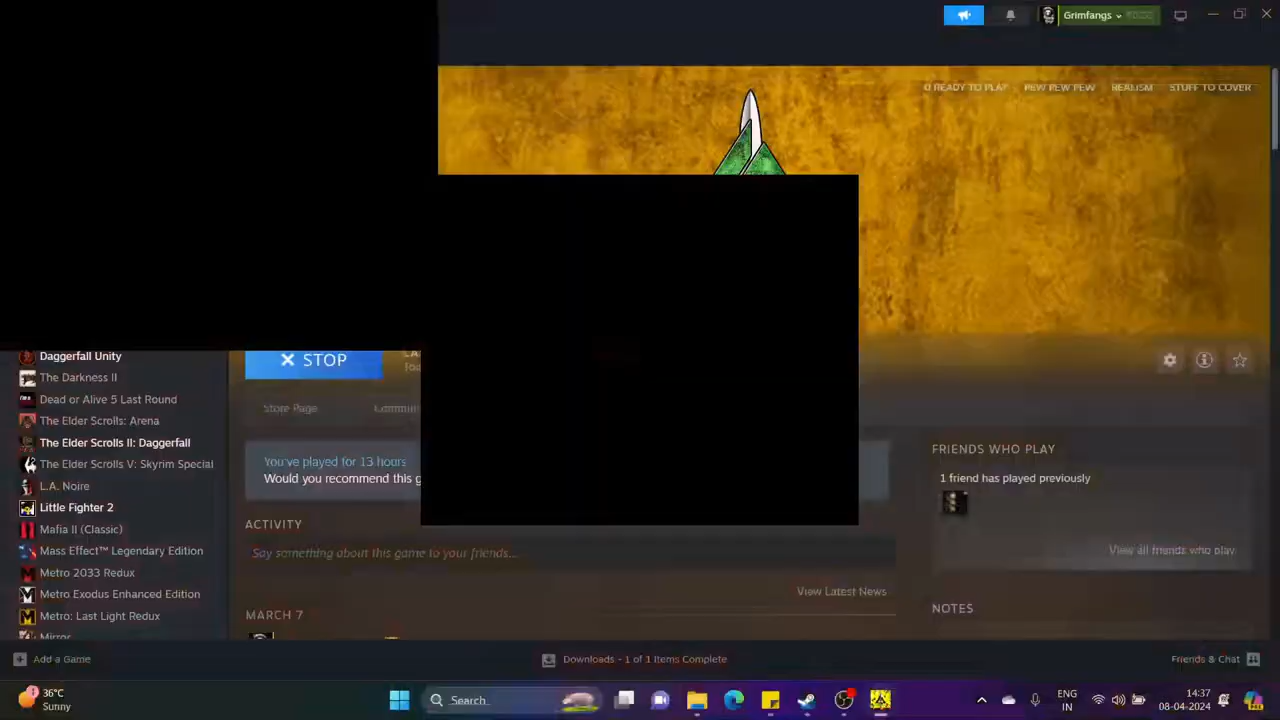 Grimfangs
0 READY TO PLAY PEW PEW PEW REALISM STUFF TO COVER
Daggerfall Unity
The Darkness II
Dead or Alive 5 Last Round
The Elder Scrolls: Arena
The Elder Scrolls II: Daggerfall
The Elder Scrolls V: Skyrim Special
L.A. Noire
Little Fighter 2
Mafia II (Classic)
Mass Effect™ Legendary Edition
Metro 2033 Redux
Metro Exodus Enhanced Edition
Metro: Last Light Redux
Mirror
X STOP
LA
Store Page Commun
You've played for 13 hours
Would you recommend this g
ACTIVITY
Say something about this game to your friends...
View Latest News
MARCH 7
FRIENDS WHO PLAY
1 friend has played previously
View all friends who play
NOTES
Add a Game
Downloads - 1 of 1 Items Complete
Friends & Chat
36°C
Sunny
Search
ENG
IN
14:37
08-04-2024